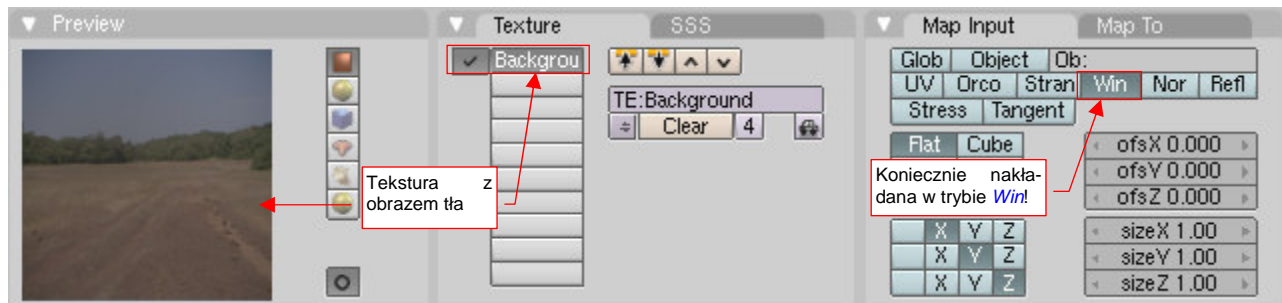 Preview
Texture
SSS
Map Input
Map To
Backgrou
TE:Background
Clear
4
Tekstura z
obrazem tła
Glob
Object
Ob:
UV
Orco
Stran
Win
Nor
Refl
Stress
Tangent
Flat
Cube
Koniecznie nakła-
dana w trybie Win!
ofsX 0.000
ofsY 0.000
ofsZ 0.000
X Y Z
X Y Z
X Y Z
sizeX 1.00
sizeY 1.00
sizeZ 1.00